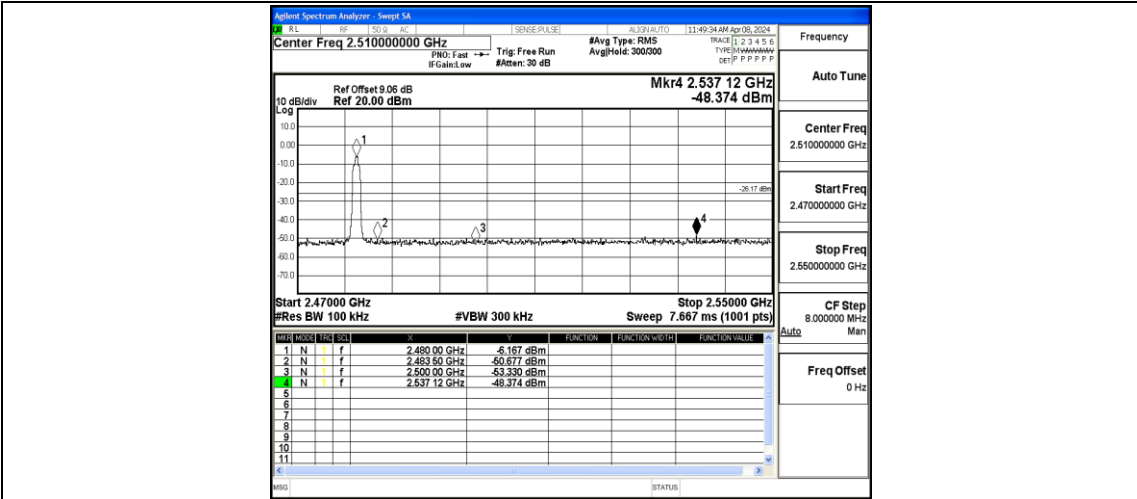 Agilent Spectrum Analyzer - Swept SA
RL RF 50 Ω AC SENSE:PULSE ALIGN AUTO 11:49:34 AM Apr 08, 2024
Center Freq 2.510000000 GHz
PNO: Fast
IFGain:Low
Trig: Free Run
#Atten: 30 dB
#Avg Type: RMS
Avg|Hold: 300/300
TRACE 1 2 3 4 5 6
TYPE
DET P P P P P P
Frequency
Auto Tune
Center Freq
2.510000000 GHz
Start Freq
2.470000000 GHz
Stop Freq
2.550000000 GHz
CF Step
8.000000 MHz
Auto Man
Freq Offset
0 Hz
Mkr4 2.537 12 GHz
-48.374 dBm
Ref Offset 9.06 dB
10 dB/div Ref 20.00 dBm
Log
10.0
0.00
-10.0
-20.0
-30.0
-40.0
-50.0
-60.0
-70.0
1
2
3
4
-26.17 dBm
Start 2.47000 GHz Stop 2.55000 GHz
#Res BW 100 kHz #VBW 300 kHz Sweep 7.667 ms (1001 pts)
MKR MODE TRC SCL X Y FUNCTION FUNCTION WIDTH FUNCTION VALUE
1 N 1 f 2.480 00 GHz -6.167 dBm
2 N 1 f 2.483 50 GHz -50.677 dBm
3 N 1 f 2.500 00 GHz -53.330 dBm
4 N 1 f 2.537 12 GHz -48.374 dBm
5
6
7
8
9
10
11
MSG STATUS